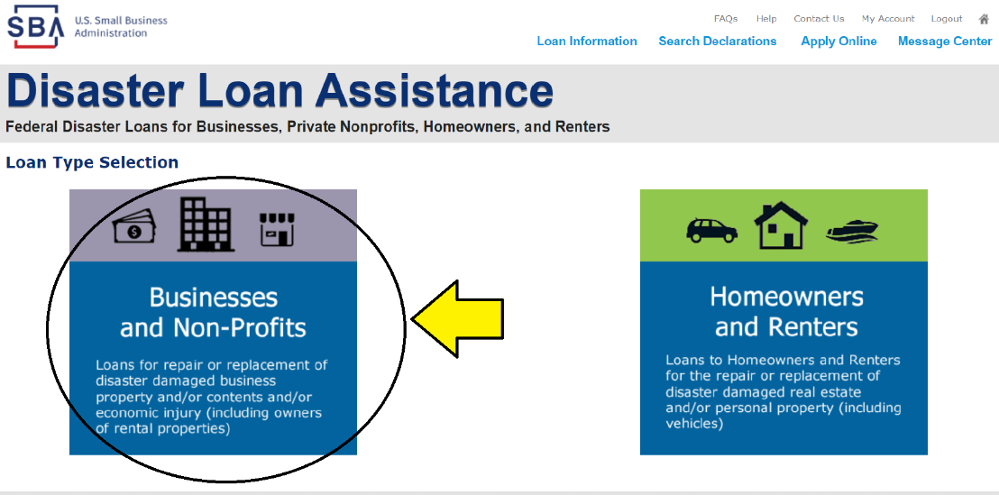 SBA U.S. Small Business
Administration
FAQs Help Contact Us My Account Logout
Loan Information Search Declarations Apply Online Message Center
Disaster Loan Assistance
Federal Disaster Loans for Businesses, Private Nonprofits, Homeowners, and Renters
Loan Type Selection
$
Businesses
and Non-Profits
Loans for repair or replacement of
disaster damaged business
property and/or contents and/or
economic injury (including owners
of rental properties)
Homeowners
and Renters
Loans to Homeowners and Renters
for the repair or replacement of
disaster damaged real estate
and/or personal property (including
vehicles)